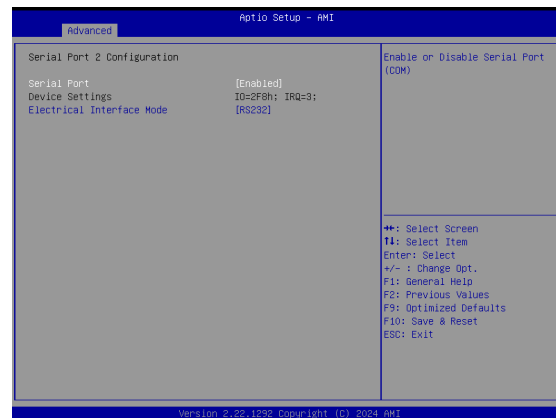 Aptio Setup - AMI
Advanced
Serial Port 2 Configuration
Serial Port [Enabled]
Device Settings IO=2F8h; IRQ=3;
Electrical Interface Mode [RS232]
Enable or Disable Serial Port
(COM)
→←: Select Screen
↑↓: Select Item
Enter: Select
+/- : Change Opt.
F1: General Help
F2: Previous Values
F9: Optimized Defaults
F10: Save & Reset
ESC: Exit
Version 2.22.1292 Copyright (C) 2024 AMI